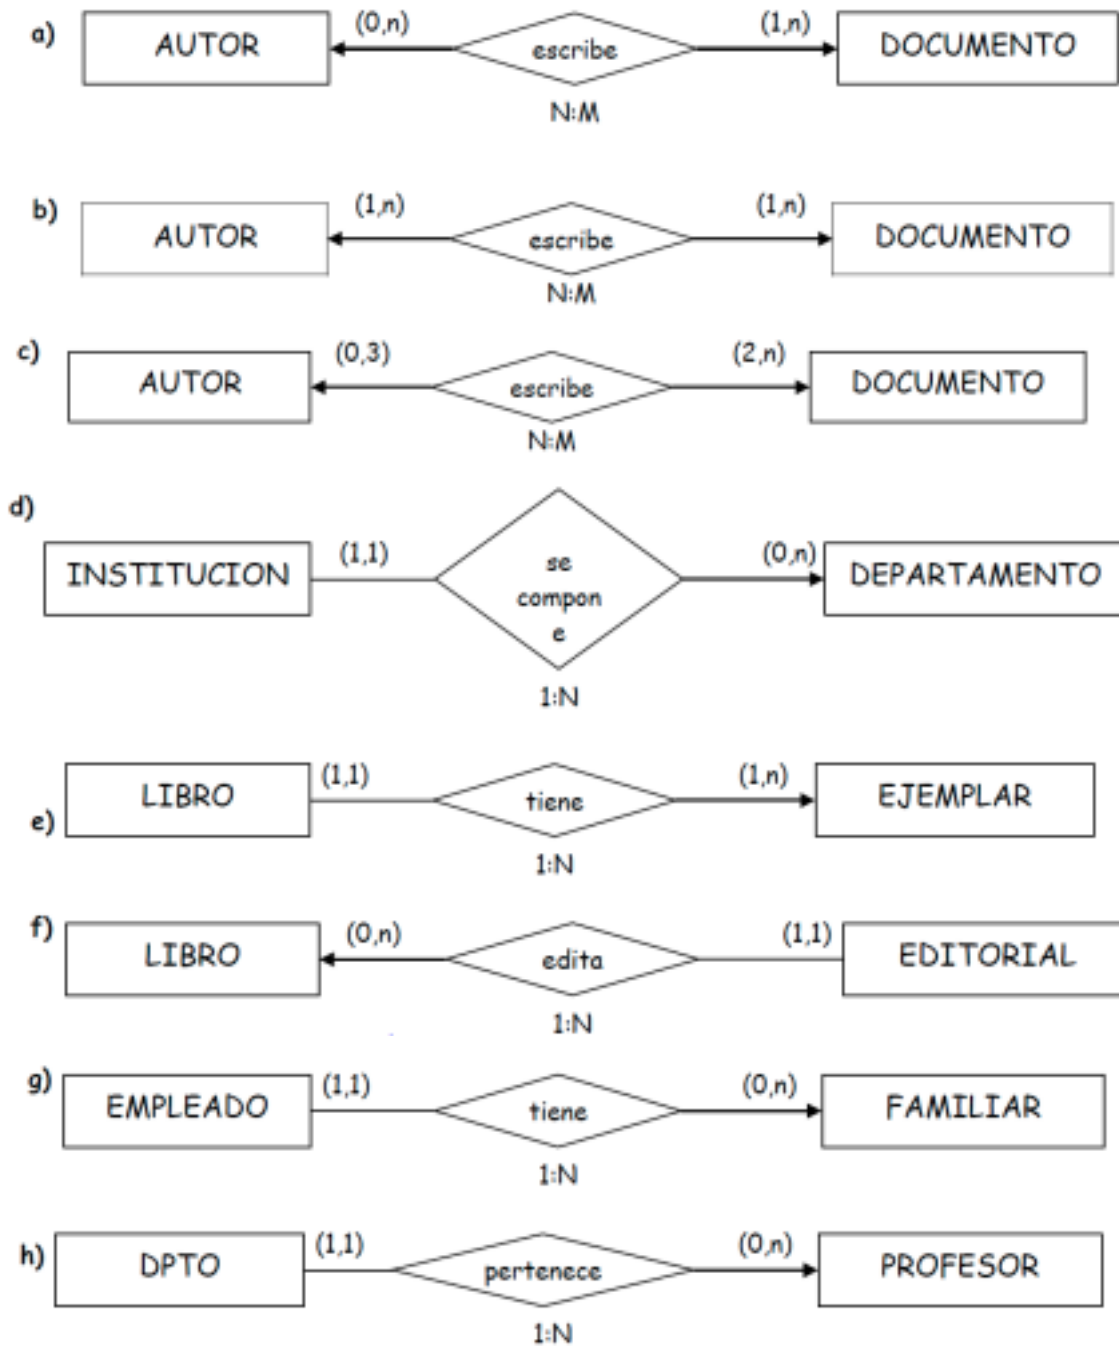 a) AUTOR (0,n) escribe (1,n) DOCUMENTO
N:M
b) AUTOR (1,n) escribe (1,n) DOCUMENTO
N:M
c) AUTOR (0,3) escribe (2,n) DOCUMENTO
N:M
d)
INSTITUCION (1,1) se (0,n) DEPARTAMENTO
compon
e
1:N
LIBRO (1,1) tiene (1,n) EJEMPLAR
e)
1:N
f) LIBRO (0,n) edita (1,1) EDITORIAL
1:N
g) EMPLEADO (1,1) tiene (0,n) FAMILIAR
1:N
h) DPTO (1,1) pertenece (0,n) PROFESOR
1:N